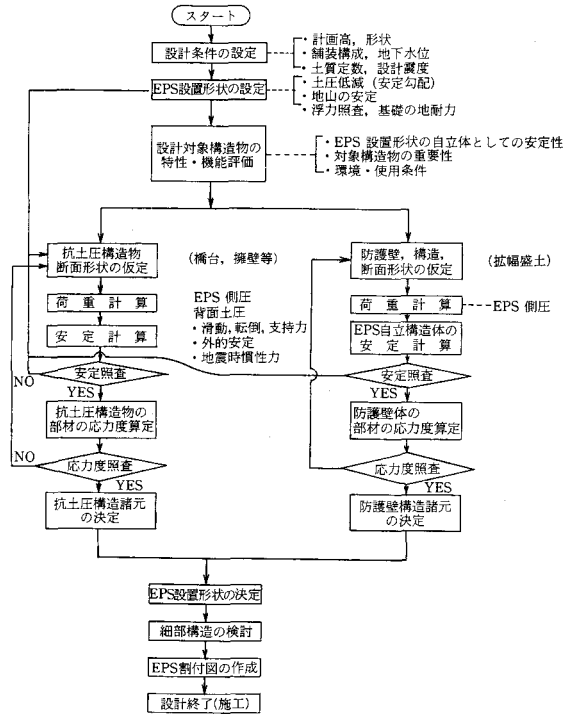 スタート
設計条件の設定
・計画高，形状
・舗装構成，地下水位
・土質定数，設計震度
EPS設置形状の設定
・土圧低減（安定勾配）
・地山の安定
・浮力照査，基礎の地耐力
設計対象構造物の
特性・機能評価
・EPS 設置形状の自立体としての安定性
・対象構造物の重要性
・環境・使用条件
抗土圧構造物
断面形状の仮定
（橋台，擁壁等）
荷重計算
安定計算
EPS 側圧
背面土圧
・滑動，転倒，支持力
・外的安定
・地震時慣性力
安定照査
NO
YES
抗土圧構造物の
部材の応力度算定
NO
応力度照査
YES
抗土圧構造諸元
の決定
防護壁，構造，
断面形状の仮定
（拡幅盛土）
荷重計算
EPS 側圧
EPS自立構造体の
安定計算
安定照査
YES
防護壁体の
部材の応力度算定
応力度照査
YES
防護壁構造諸元
の決定
EPS設置形状の決定
細部構造の検討
EPS割付図の作成
設計終了(施工)